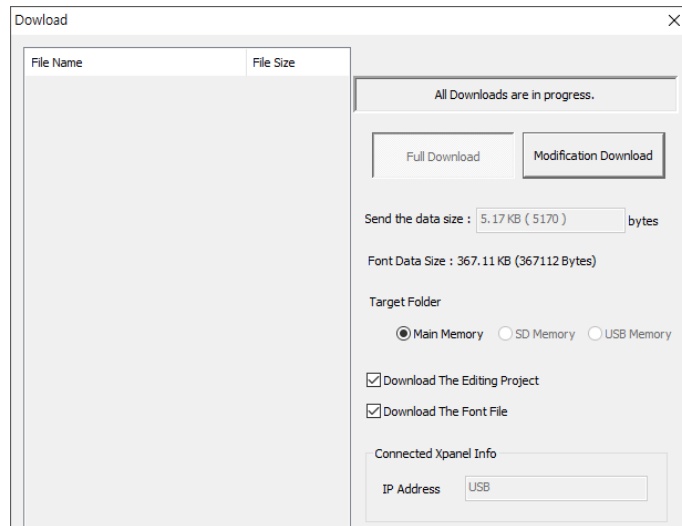 Dowload
File Name File Size
All Downloads are in progress.
Full Download Modification Download
Send the data size : 5.17 KB ( 5170 ) bytes
Font Data Size : 367.11 KB (367112 Bytes)
Target Folder
Main Memory SD Memory USB Memory
Download The Editing Project
Download The Font File
Connected Xpanel Info
IP Address USB